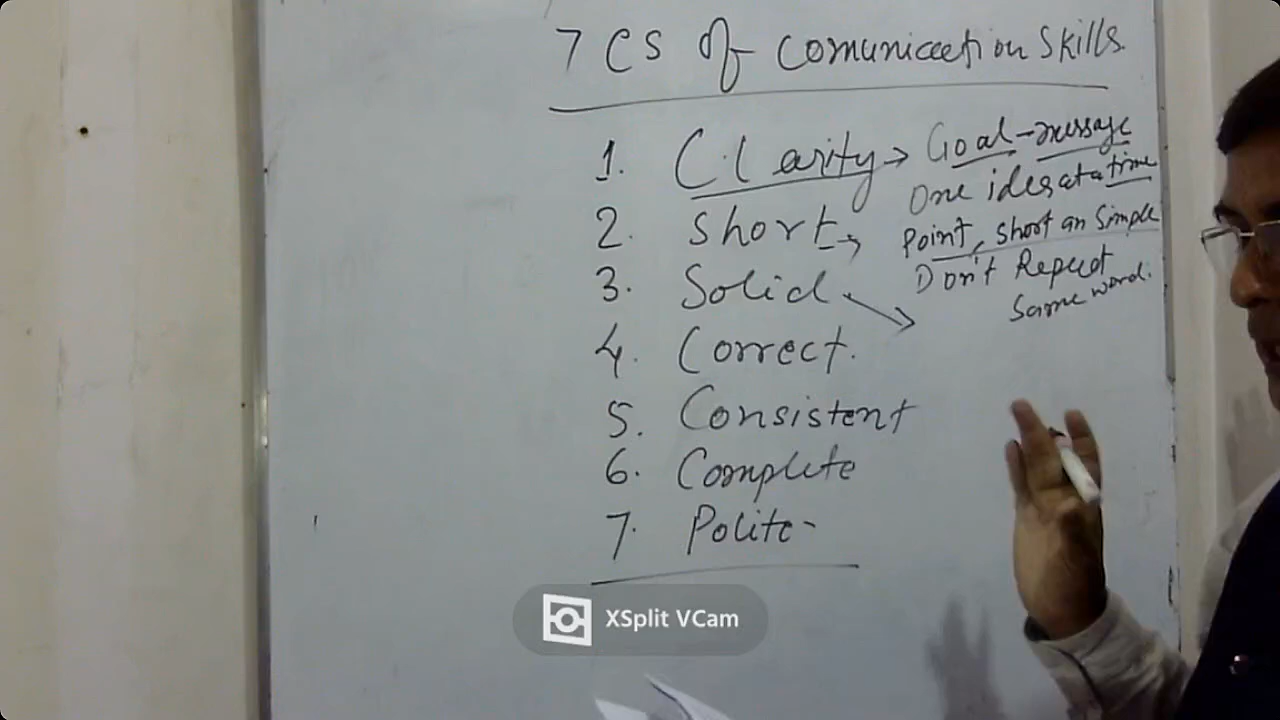 7 Cs of Comunication Skills.
1. Clarity → Goal - message
One idea at a time
2. Short → Point, Short an Simple
Don't Repeat
Same word.
3. Solid →
4. Correct.
5. Consistent
6. Complete
7. Polite -
XSplit VCam